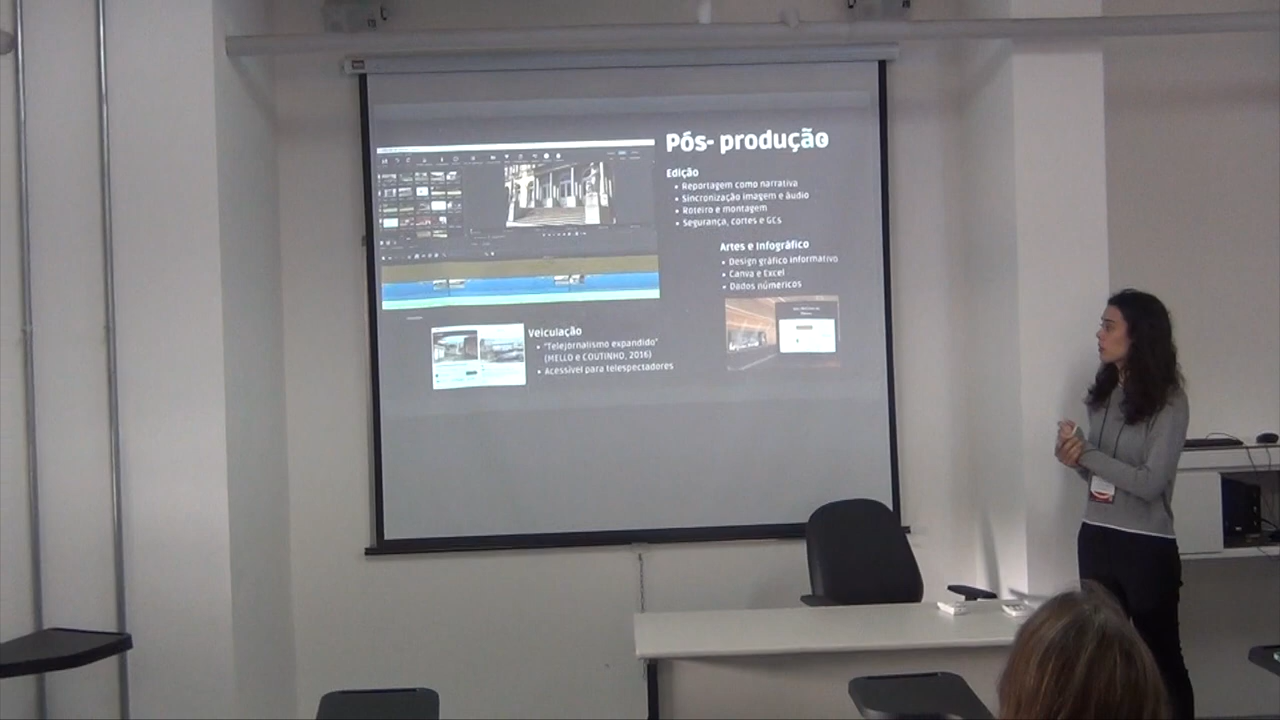 Pós- produção
Edição
Reportagem como narrativa
Sincronização imagem e áudio
Roteiro e montagem
Segurança, cortes e GCs
Artes e Infográfico
Design gráfico informativo
Canva e Excel
Dados númericos
Veiculação
"Telejornalismo expandido"
(MELLO e COUTINHO, 2016)
Acessível para telespectadores